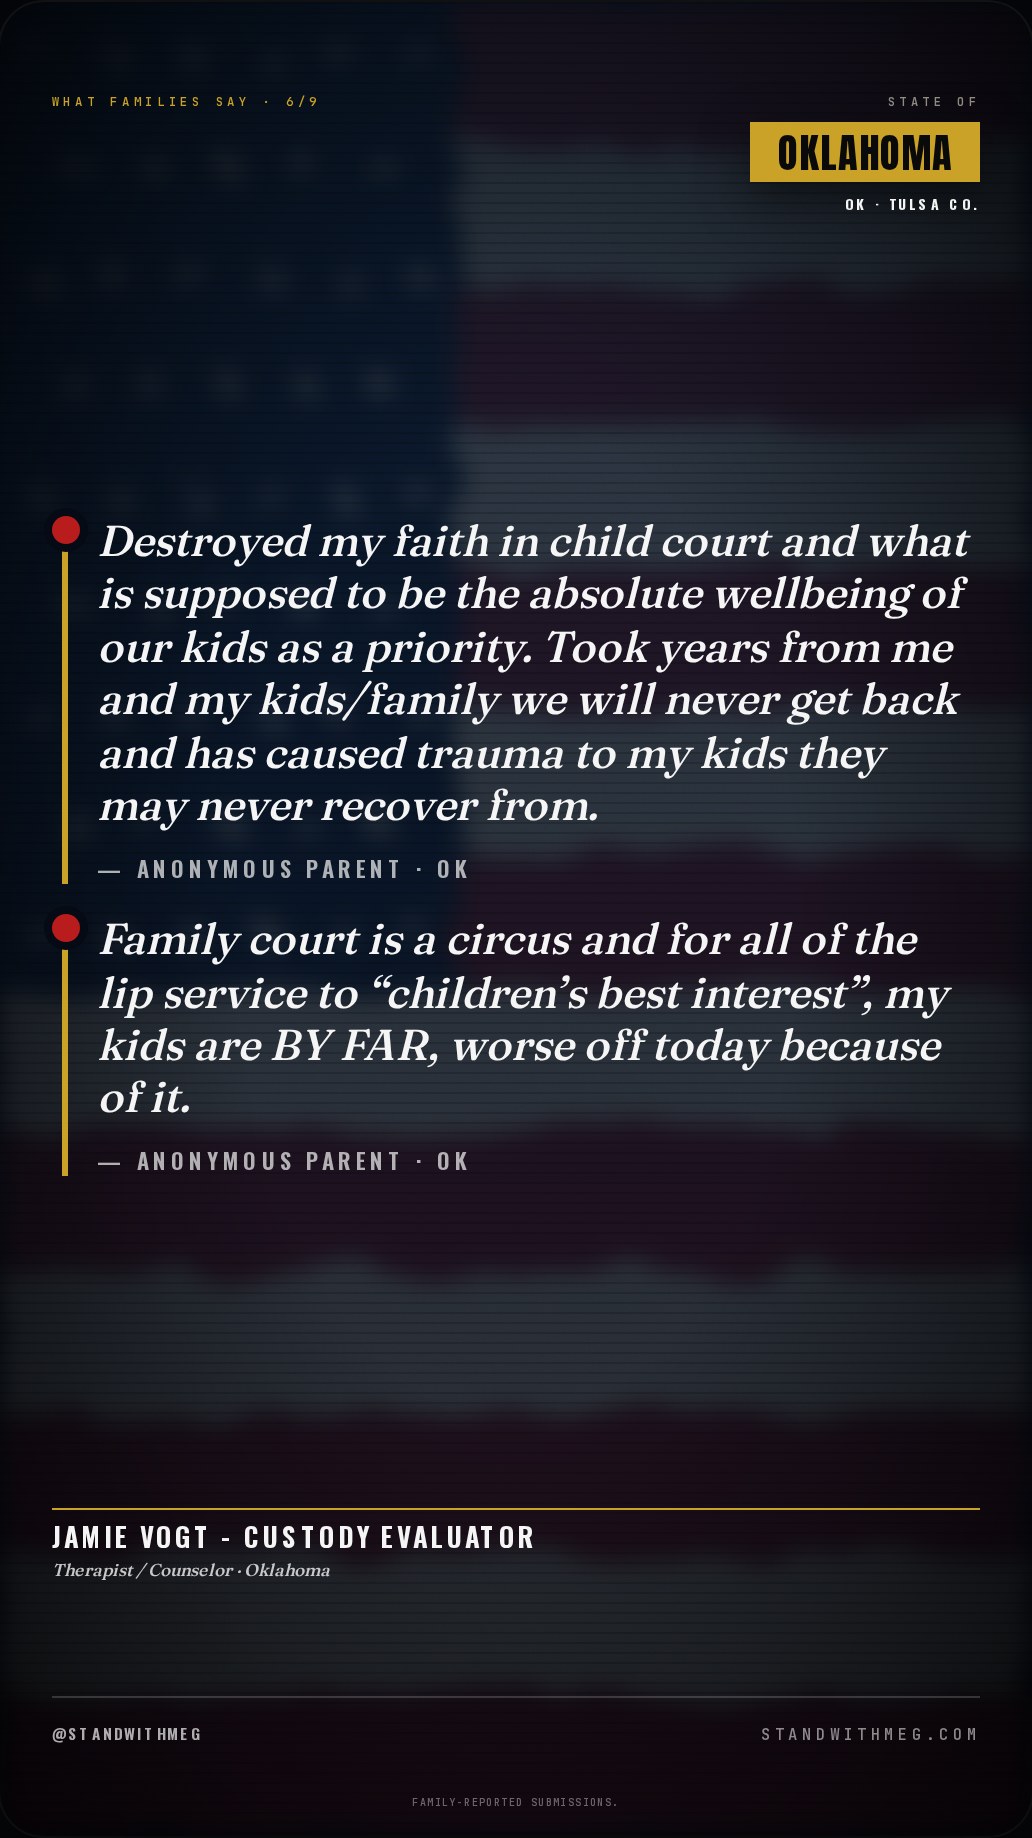 WHAT FAMILIES SAY · 6/9
STATE OF
OKLAHOMA
OK · TULSA CO.
Destroyed my faith in child court and what
is supposed to be the absolute wellbeing of
our kids as a priority. Took years from me
and my kids/family we will never get back
and has caused trauma to my kids they
may never recover from.
— ANONYMOUS PARENT · OK
Family court is a circus and for all of the
lip service to “children’s best interest”, my
kids are BY FAR, worse off today because
of it.
— ANONYMOUS PARENT · OK
JAMIE VOGT - CUSTODY EVALUATOR
Therapist / Counselor · Oklahoma
@STANDWITHMEG
STANDWITHMEG.COM
FAMILY-REPORTED SUBMISSIONS.